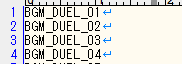 1 BGM_DUEL_01
2 BGM_DUEL_02
3 BGM_DUEL_03
4 BGM_DUEL_04